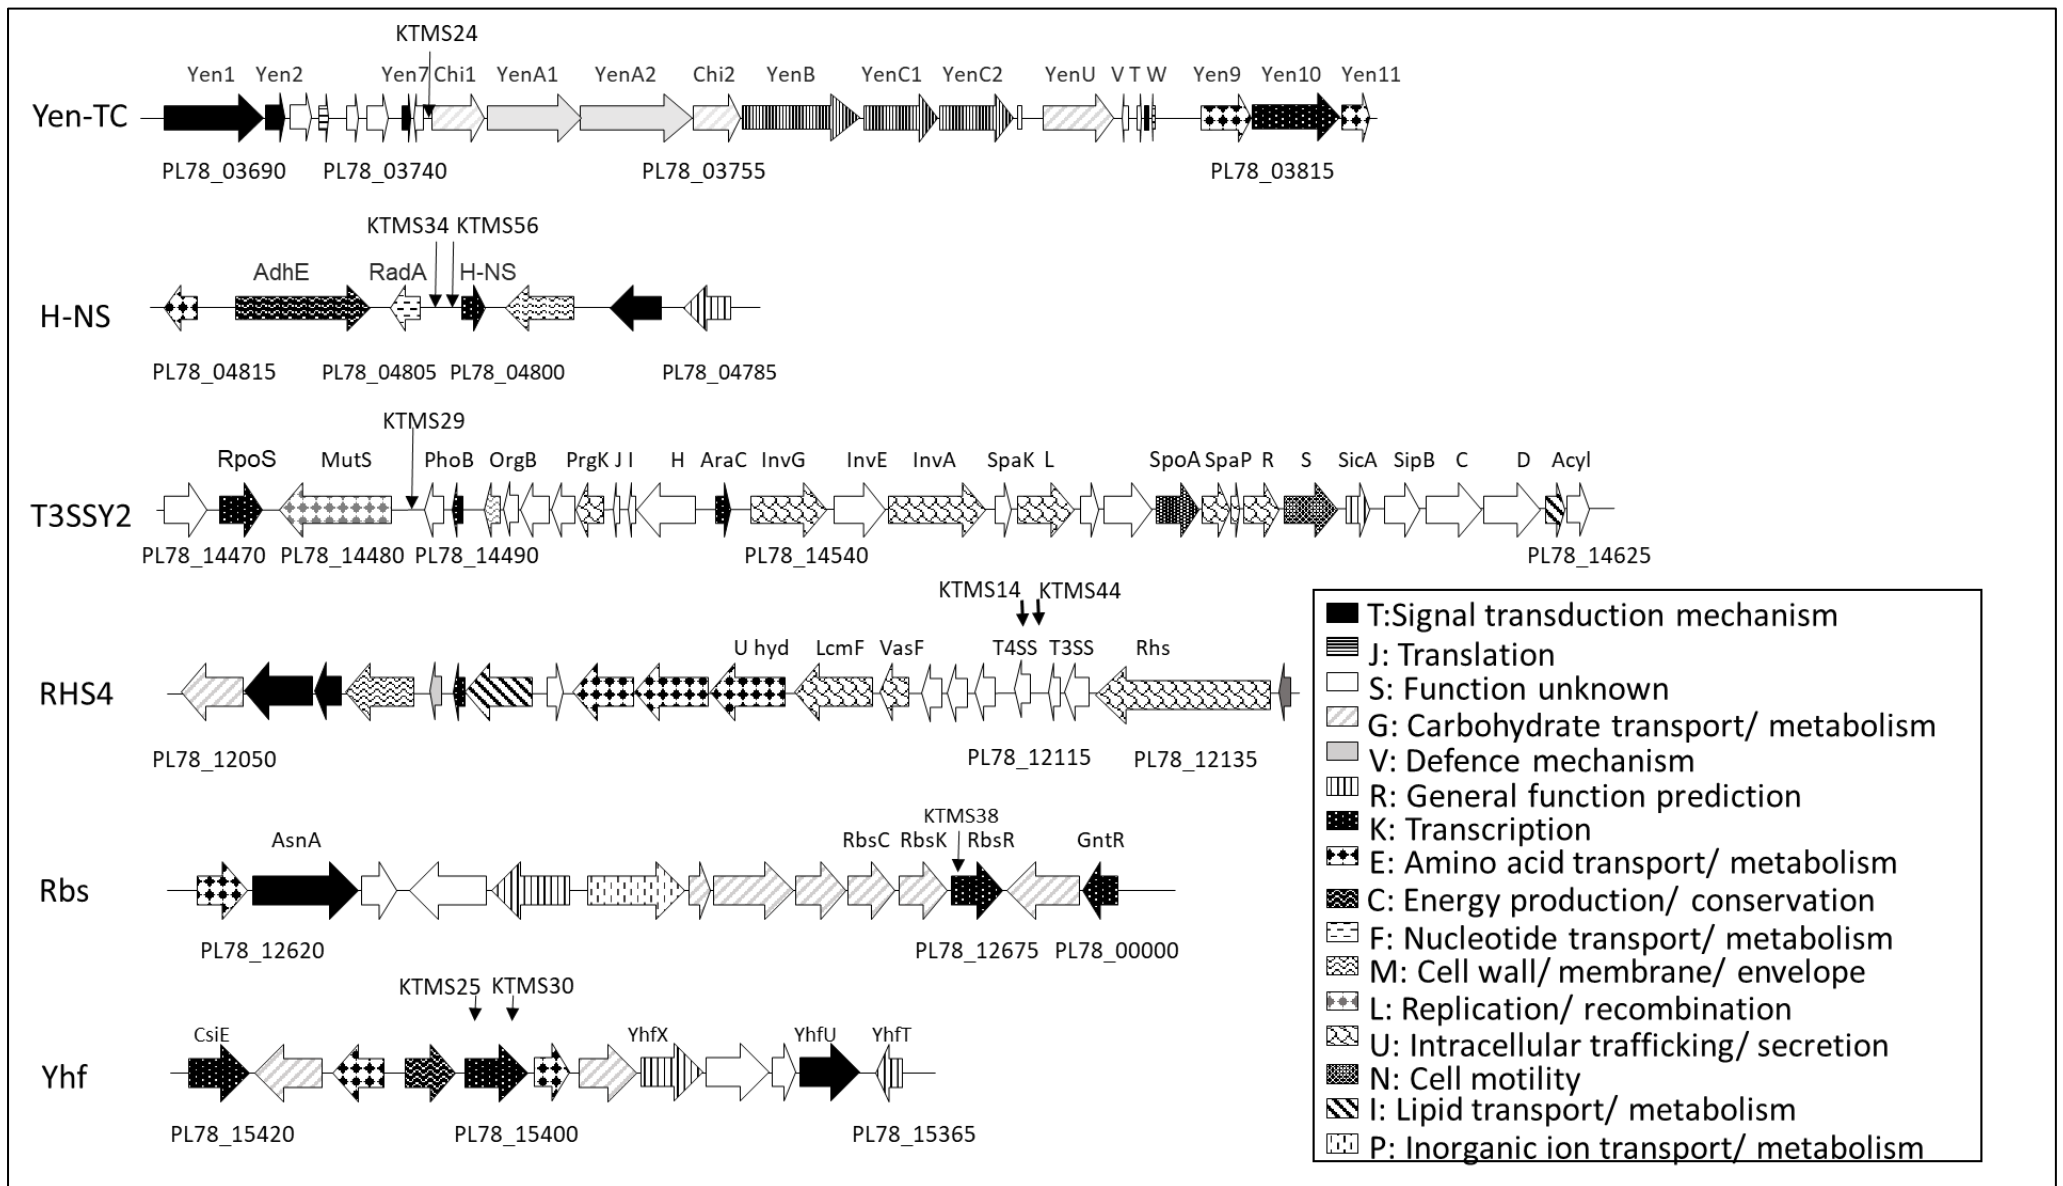 KTMS24
Yen1 Yen2 Yen7 Chi1 YenA1 YenA2 Chi2 YenB YenC1 YenC2 YenU V T W Yen9 Yen10 Yen11
Yen-TC
PL78_03690 PL78_03740 PL78_03755 PL78_03815
KTMS34 KTMS56
AdhE RadA H-NS
H-NS
PL78_04815 PL78_04805 PL78_04800 PL78_04785
KTMS29
RpoS MutS PhoB OrgB PrgK J I H AraC InvG InvE InvA SpaK L SpoA SpaP R S SicA SipB C D Acyl
T3SSY2
PL78_14470 PL78_14480 PL78_14490 PL78_14540 PL78_14625
KTMS14 KTMS44
U hyd LcmF VasF T4SS T3SS Rhs
RHS4
PL78_12050 PL78_12115 PL78_12135
KTMS38
AsnA RbsC RbsK RbsR GntR
Rbs
PL78_12620 PL78_12675 PL78_00000
KTMS25 KTMS30
CsiE YhfX YhfU YhfT
Yhf
PL78_15420 PL78_15400 PL78_15365
T:Signal transduction mechanism
J: Translation
S: Function unknown
G: Carbohydrate transport/ metabolism
V: Defence mechanism
R: General function prediction
K: Transcription
E: Amino acid transport/ metabolism
C: Energy production/ conservation
F: Nucleotide transport/ metabolism
M: Cell wall/ membrane/ envelope
L: Replication/ recombination
U: Intracellular trafficking/ secretion
N: Cell motility
I: Lipid transport/ metabolism
P: Inorganic ion transport/ metabolism